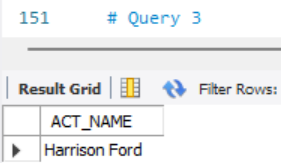 151 # Query 3
Result Grid Filter Rows:
ACT_NAME
Harrison Ford